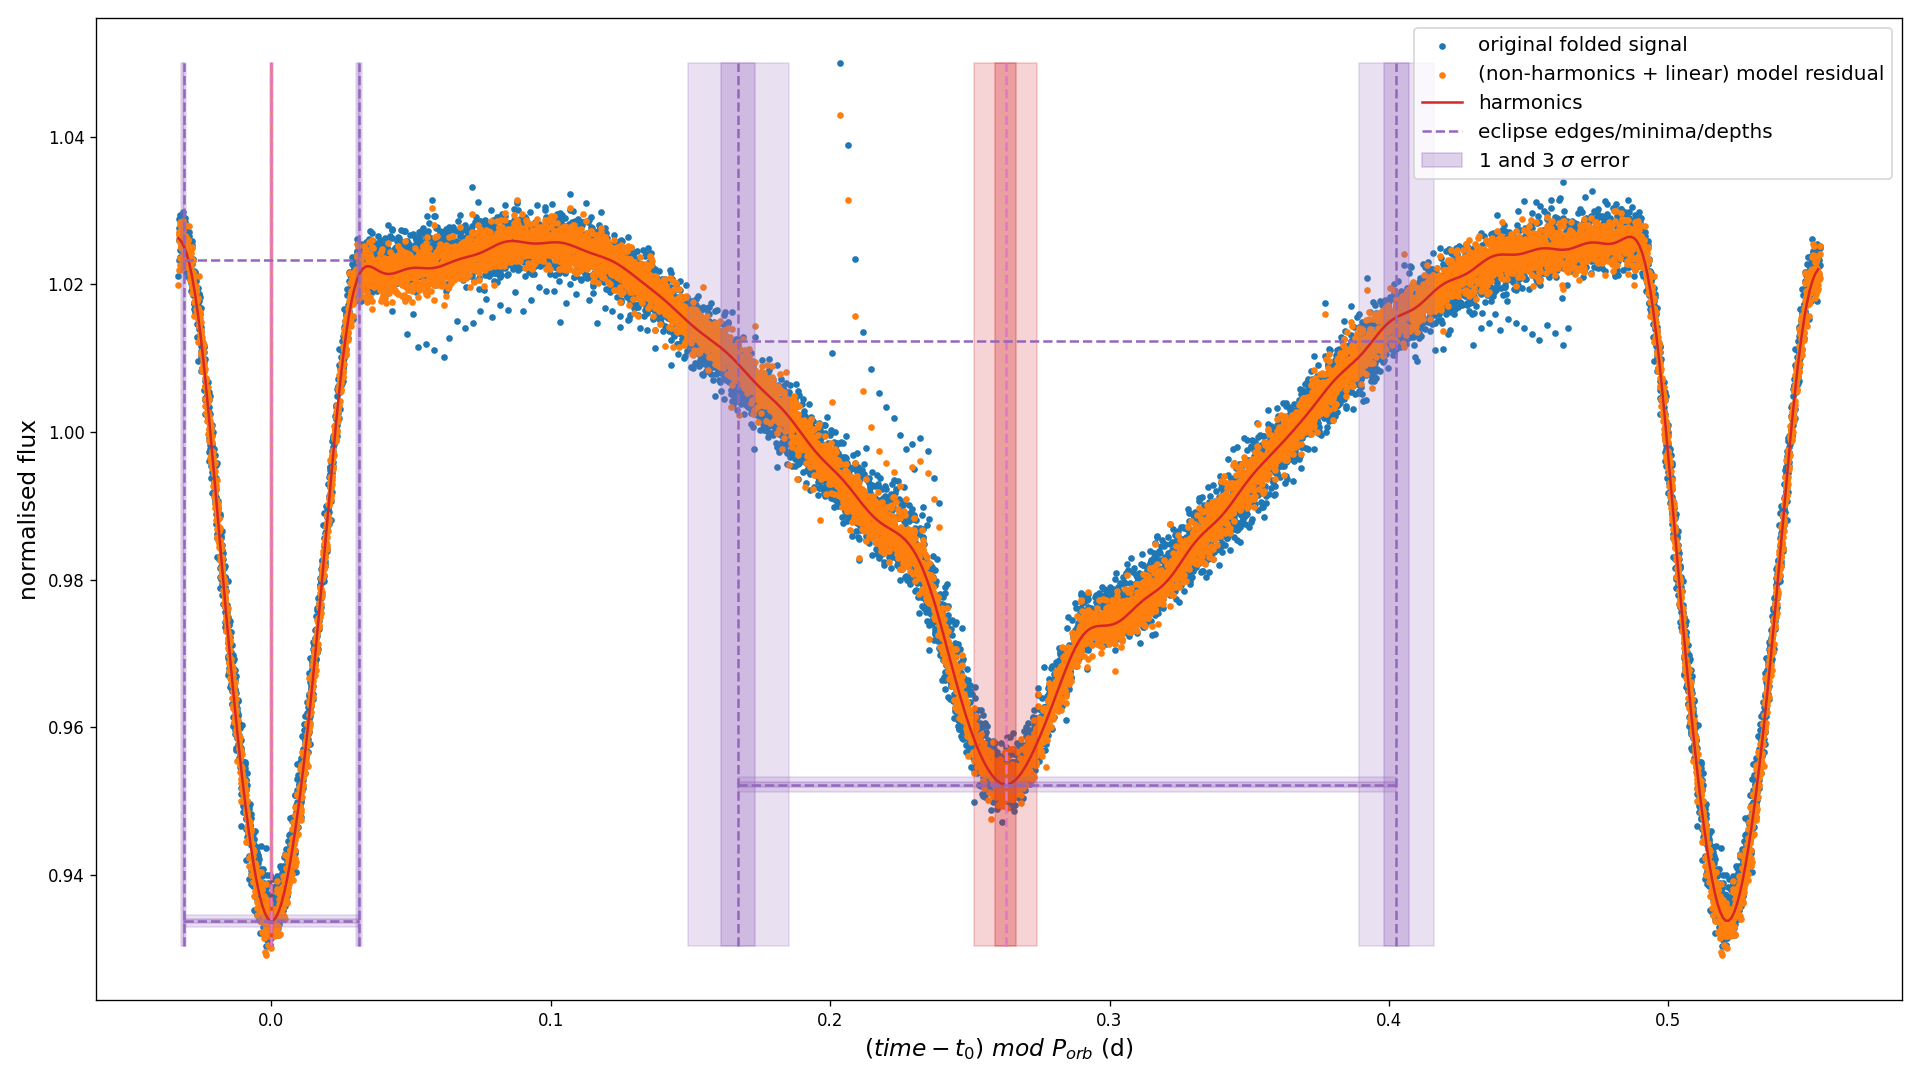 original folded signal
(non-harmonics + linear) model residual
harmonics
eclipse edges/minima/depths
1 and 3 σ error
normalised flux
1.04
1.02
1.00
0.98
0.96
0.94
0.0
0.1
0.2
0.3
0.4
0.5
(time − t₀) mod P_orb (d)